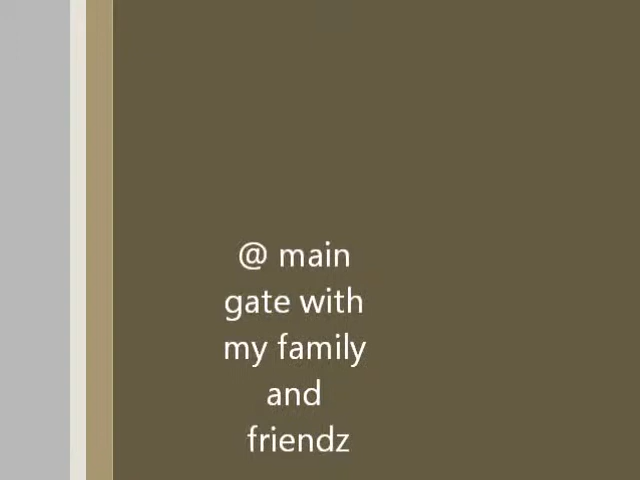 @ main
gate with
my family
and
friendz